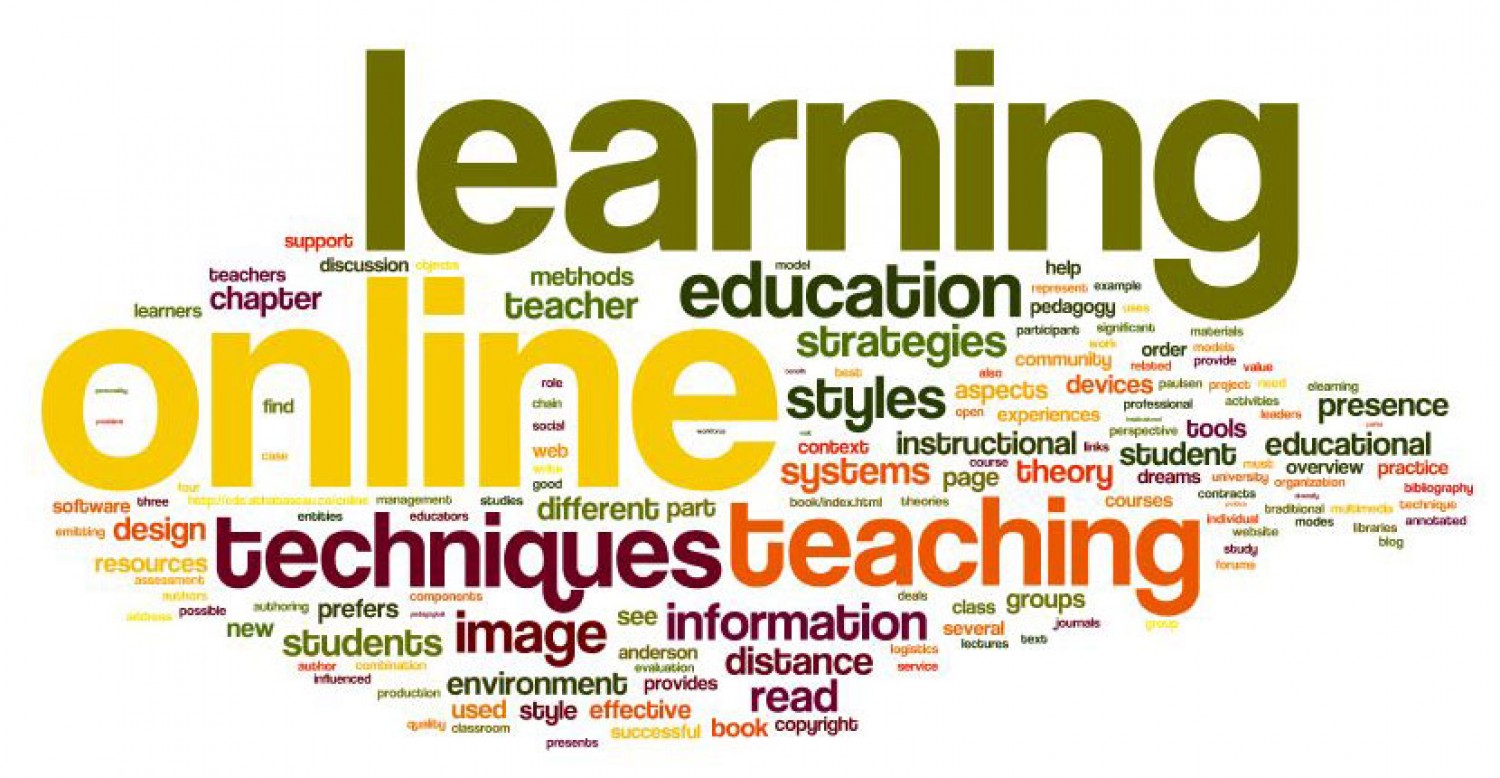 learning
support
teachers discussion objects methods model help
learners chapter teacher education represent example
pedagogy uses
online strategies participant significant materials
work order models
community related provide value
role benefit best also devices paulsen project need elearning
personality find chain styles aspects professional activities presence
open experiences leaders
social context instructional links perspective tools
case web systems page course theory student educational
write dreams university must overview practice
good organization
tour http://cde.athabascau.ca/online management studies different part book/index.html theories courses contracts bibliography
software three entities educators individual traditional multimedia technique
emitting design techniques teaching website modes libraries annotated
study blog
resources forums
assessment
authors components deals
address possible authoring prefers see information class groups
new students image several journals group
anderson lectures text
author combination evaluation distance logistics
influenced environment provides service
production read
used style effective
quality classroom successful book copyright
presents